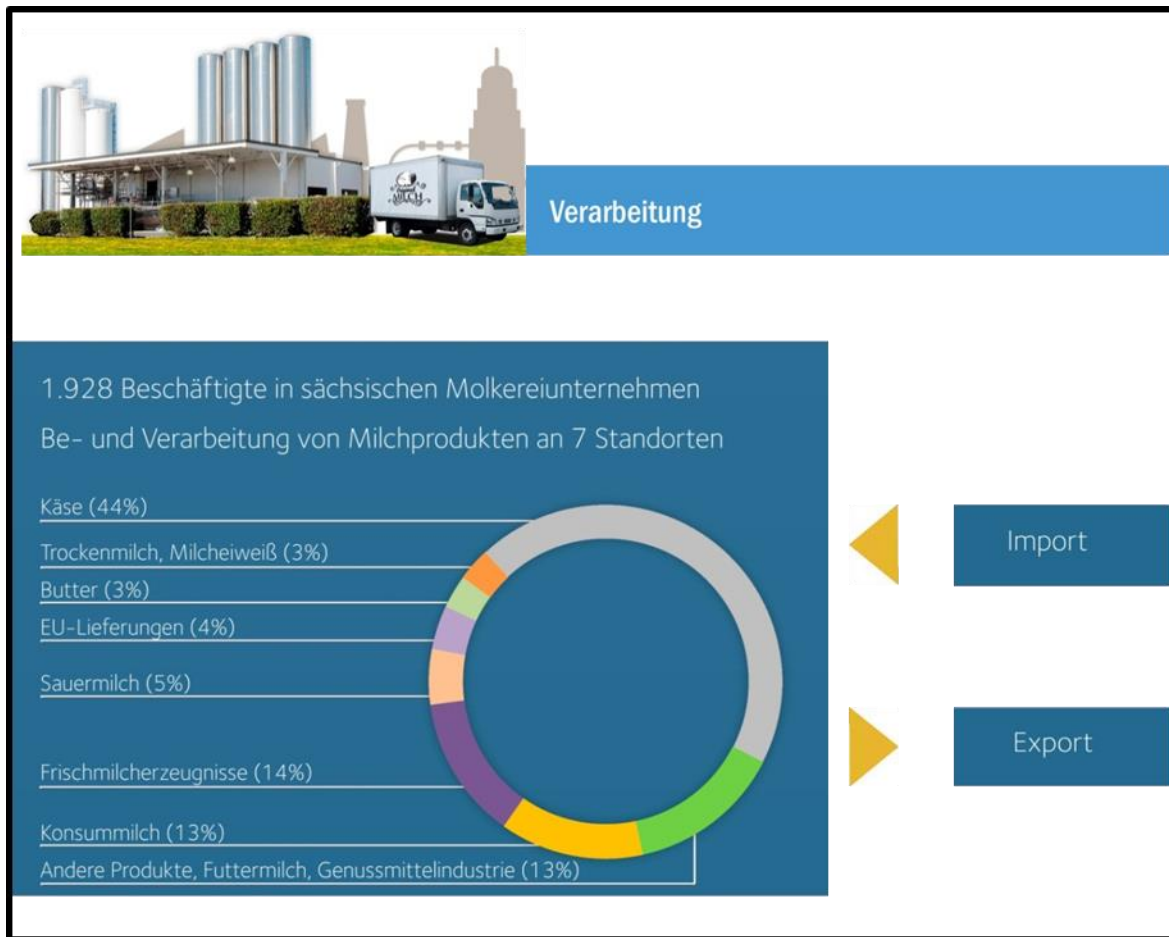 MILCH
Verarbeitung
1.928 Beschäftigte in sächsischen Molkereiunternehmen
Be- und Verarbeitung von Milchprodukten an 7 Standorten
Käse (44%)
Trockenmilch, Milcheiweiß (3%)
Butter (3%)
EU-Lieferungen (4%)
Sauermilch (5%)
Frischmilcherzeugnisse (14%)
Konsummilch (13%)
Andere Produkte, Futtermilch, Genussmittelindustrie (13%)
Import
Export